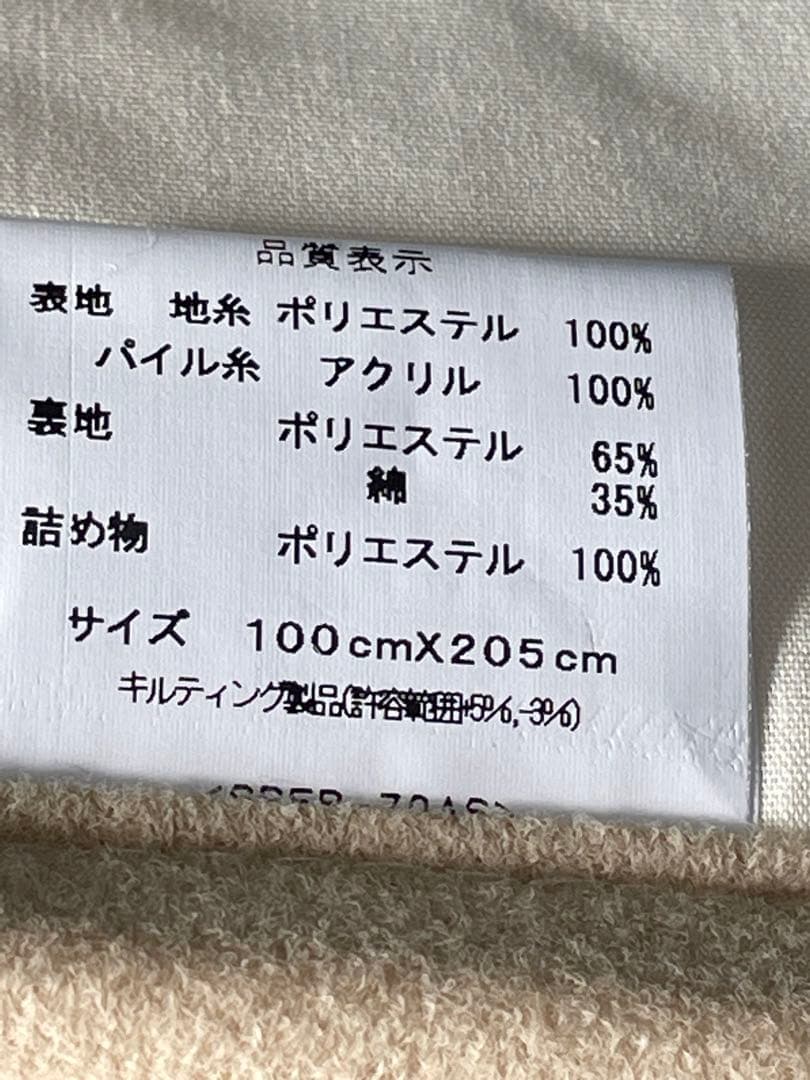 品質表示
表地 地糸 ポリエステル 100%
パイル糸 アクリル 100%
裏地 ポリエステル 65%
綿 35%
詰め物 ポリエステル 100%
サイズ 100cmX205cm
キルティング製品(許容範囲+5%,-3%)